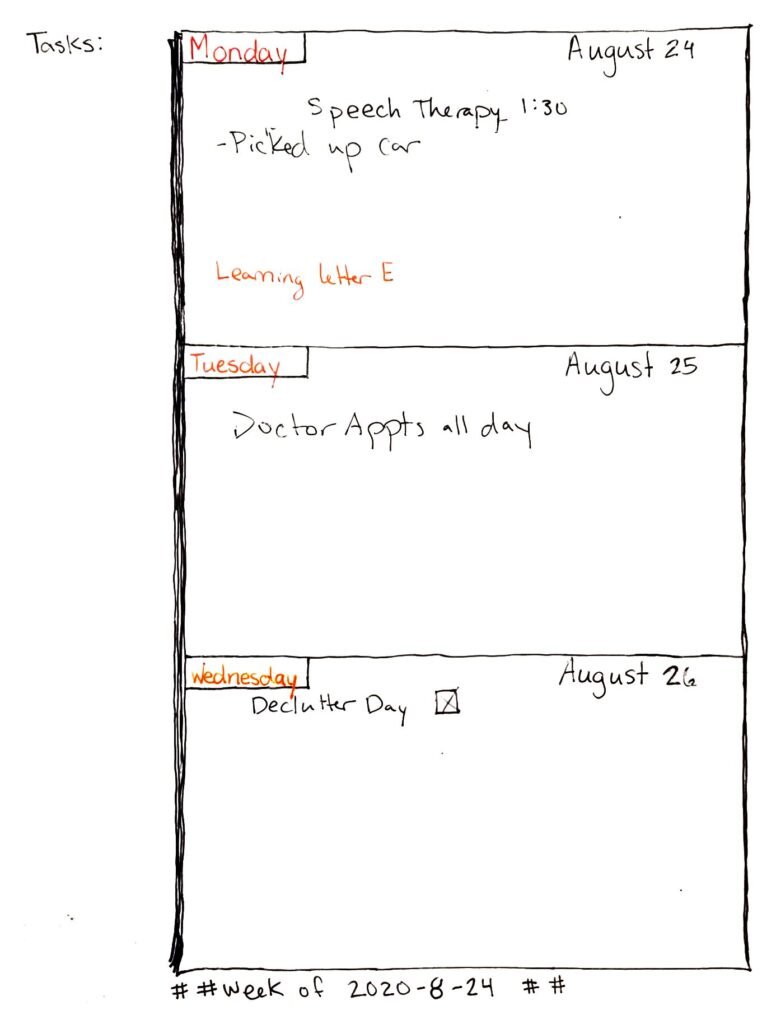 Tasks:
Monday August 24
Speech Therapy 1:30
-Picked up car
Learning letter E
Tuesday August 25
Doctor Appts all day
Wednesday August 26
Declutter Day ☒
# #Week of 2020-8-24 # #